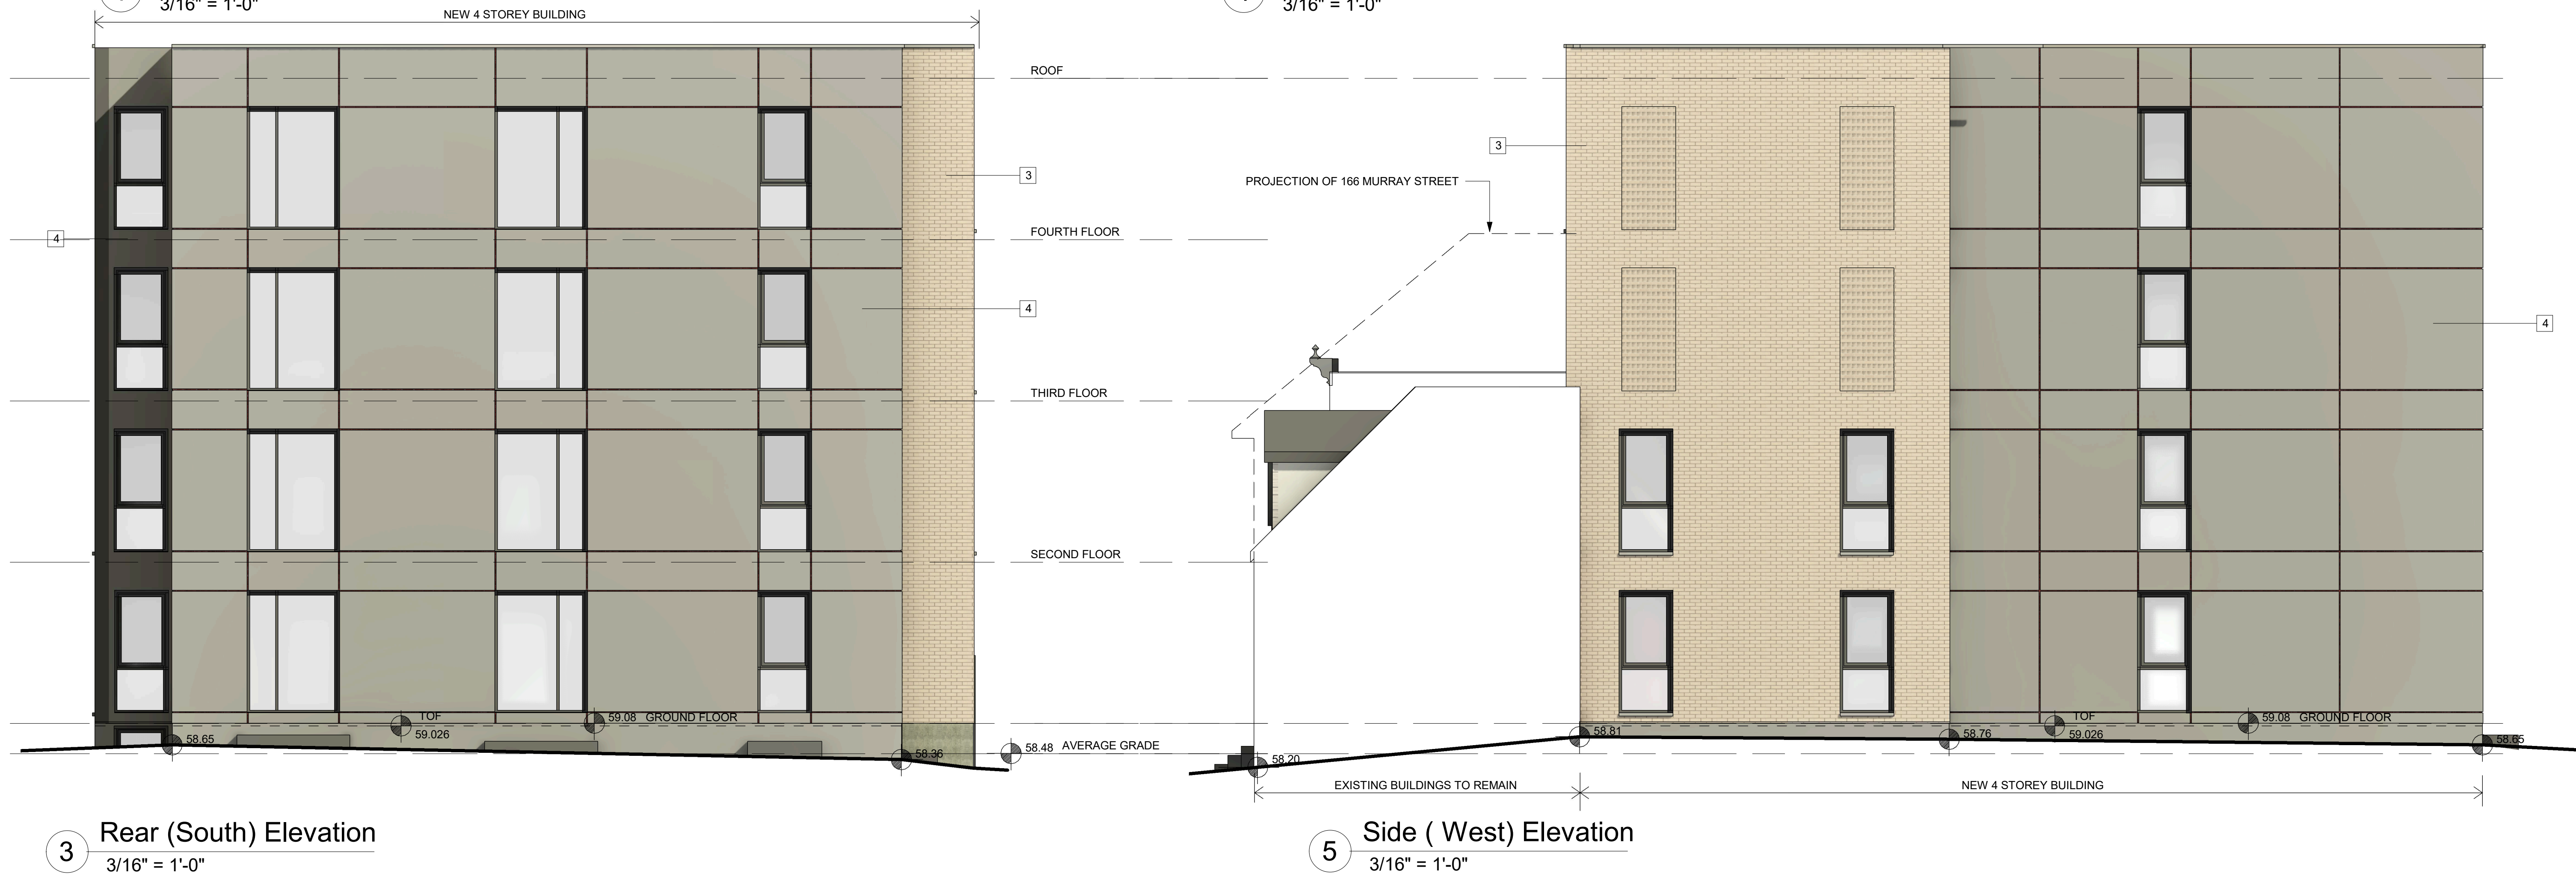 3/16" = 1'-0"
3/16" = 1'-0"
NEW 4 STOREY BUILDING
ROOF
3
PROJECTION OF 166 MURRAY STREET
3
4
FOURTH FLOOR
4
4
THIRD FLOOR
SECOND FLOOR
TOF
59.026
59.08 GROUND FLOOR
58.65
58.36
58.48 AVERAGE GRADE
58.20
58.81
58.76
TOF
59.026
59.08 GROUND FLOOR
58.65
EXISTING BUILDINGS TO REMAIN
NEW 4 STOREY BUILDING
3 Rear (South) Elevation
3/16" = 1'-0"
5 Side ( West) Elevation
3/16" = 1'-0"